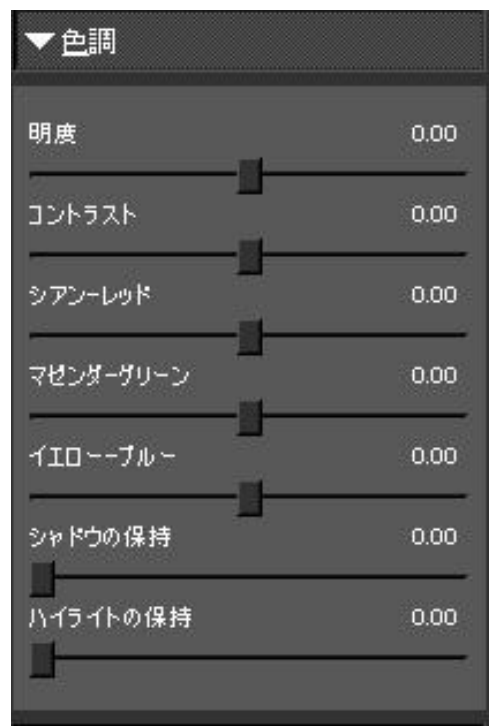 ▼色調
明度 0.00
コントラスト 0.00
シアンーレッド 0.00
マゼンダーグリーン 0.00
イエローーブルー 0.00
シャドウの保持 0.00
ハイライトの保持 0.00